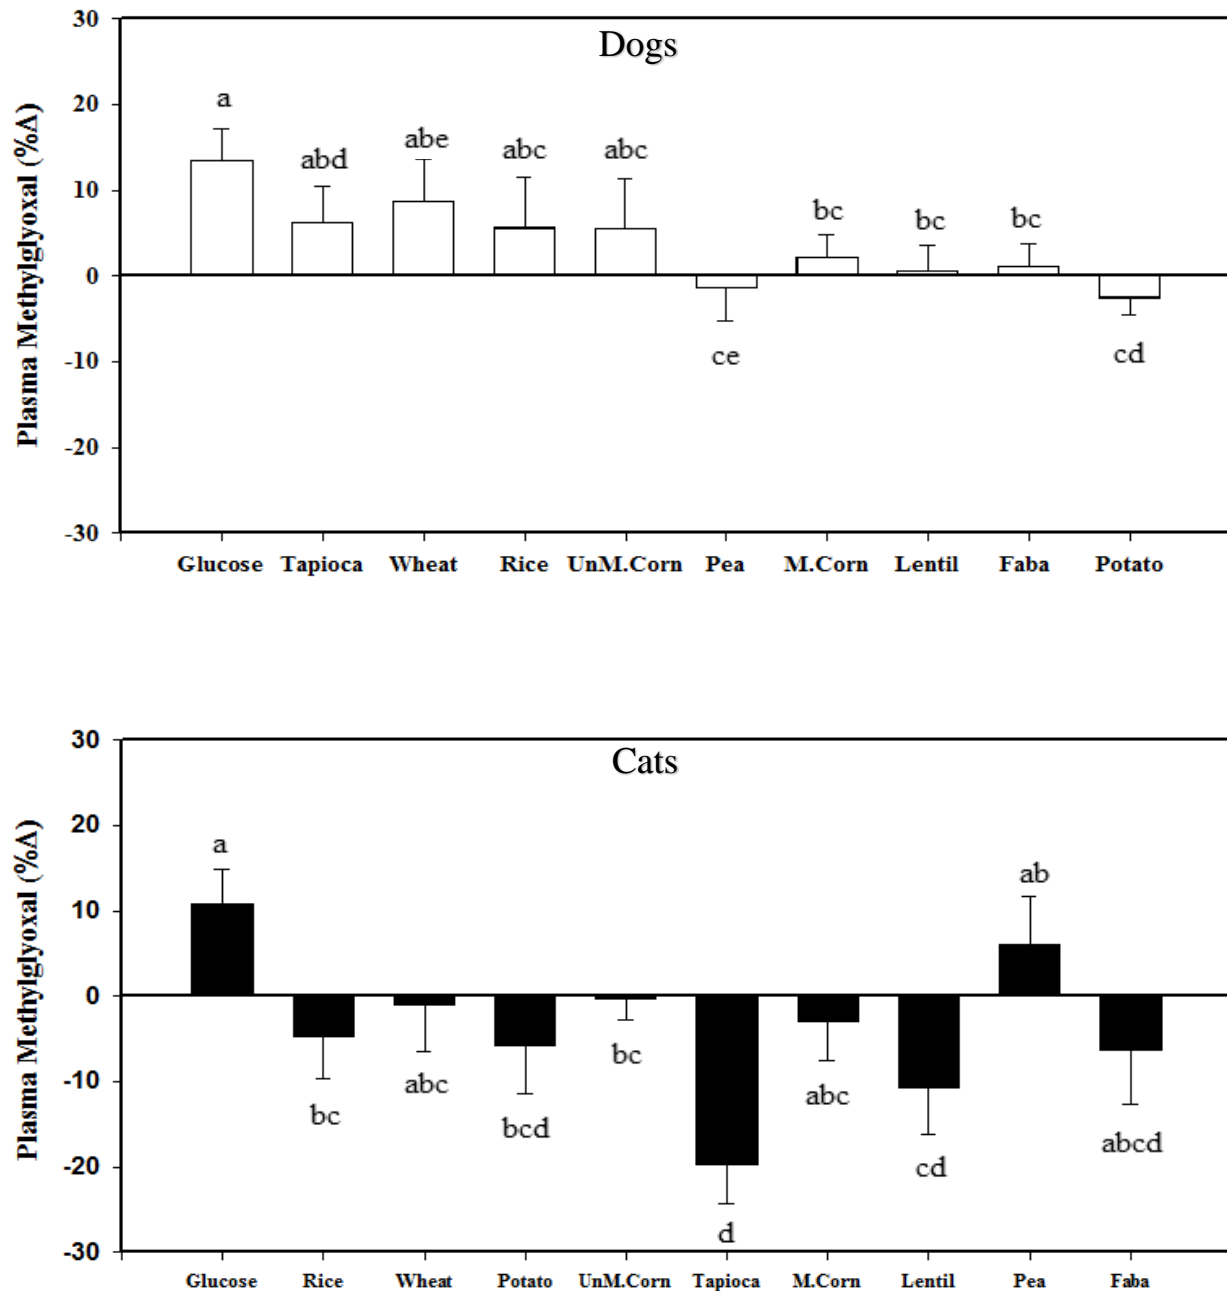 Dogs
Plasma Methylglyoxal (%Δ)
30
20
10
0
-10
-20
-30
a
abd
abe
abc
abc
ce
bc
bc
bc
cd
Glucose Tapioca Wheat Rice UnM.Corn Pea M.Corn Lentil Faba Potato
Cats
Plasma Methylglyoxal (%Δ)
30
20
10
0
-10
-20
-30
a
bc
abc
bcd
bc
d
abc
cd
ab
abcd
Glucose Rice Wheat Potato UnM.Corn Tapioca M.Corn Lentil Pea Faba